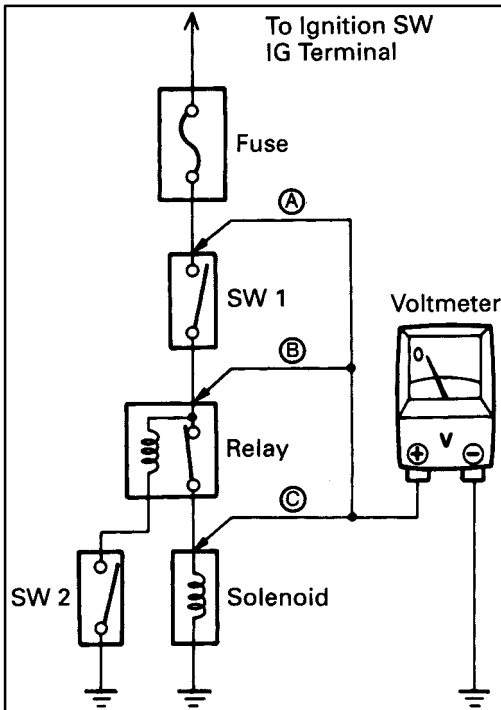 To Ignition SW
IG Terminal
Fuse
A
SW 1
Voltmeter
0
B
Relay
V
+ −
C
SW 2
Solenoid